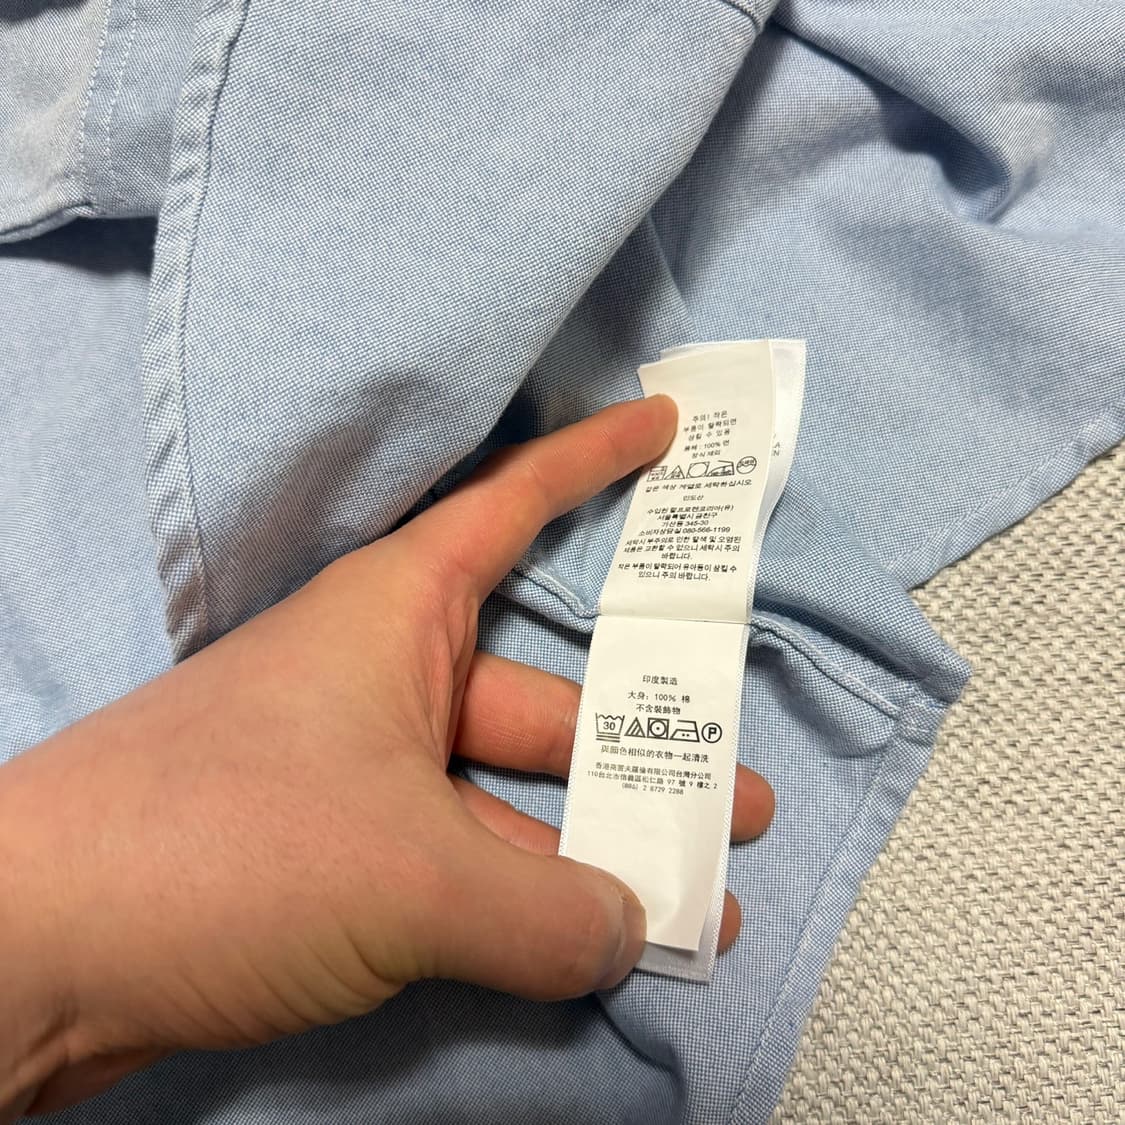 주의! 작은
부품이 탈락되면
삼킬 수 있음
몸체 : 100% 면
장식 제외
같은 색상 계열로 세탁하십시오
인도산
수입원 랄프로렌코리아(유)
서울특별시 금천구
가산동 345-30
소비자상담실 080-566-1199
세탁시 부주의로 인한 탈색 및 오염된
제품은 교환할 수 없으니 세탁시 주의
바랍니다.
작은 부품이 탈락되어 유아등이 삼킬 수
있으니 주의 바랍니다.
A
N
印度製造
大身: 100% 棉
不含裝飾物
30
P
與顏色相似的衣物一起清洗
香港商雷夫羅倫有限公司台灣分公司
110台北市信義區松仁路 97 號 9 樓之 2
(886) 2 8729 2288